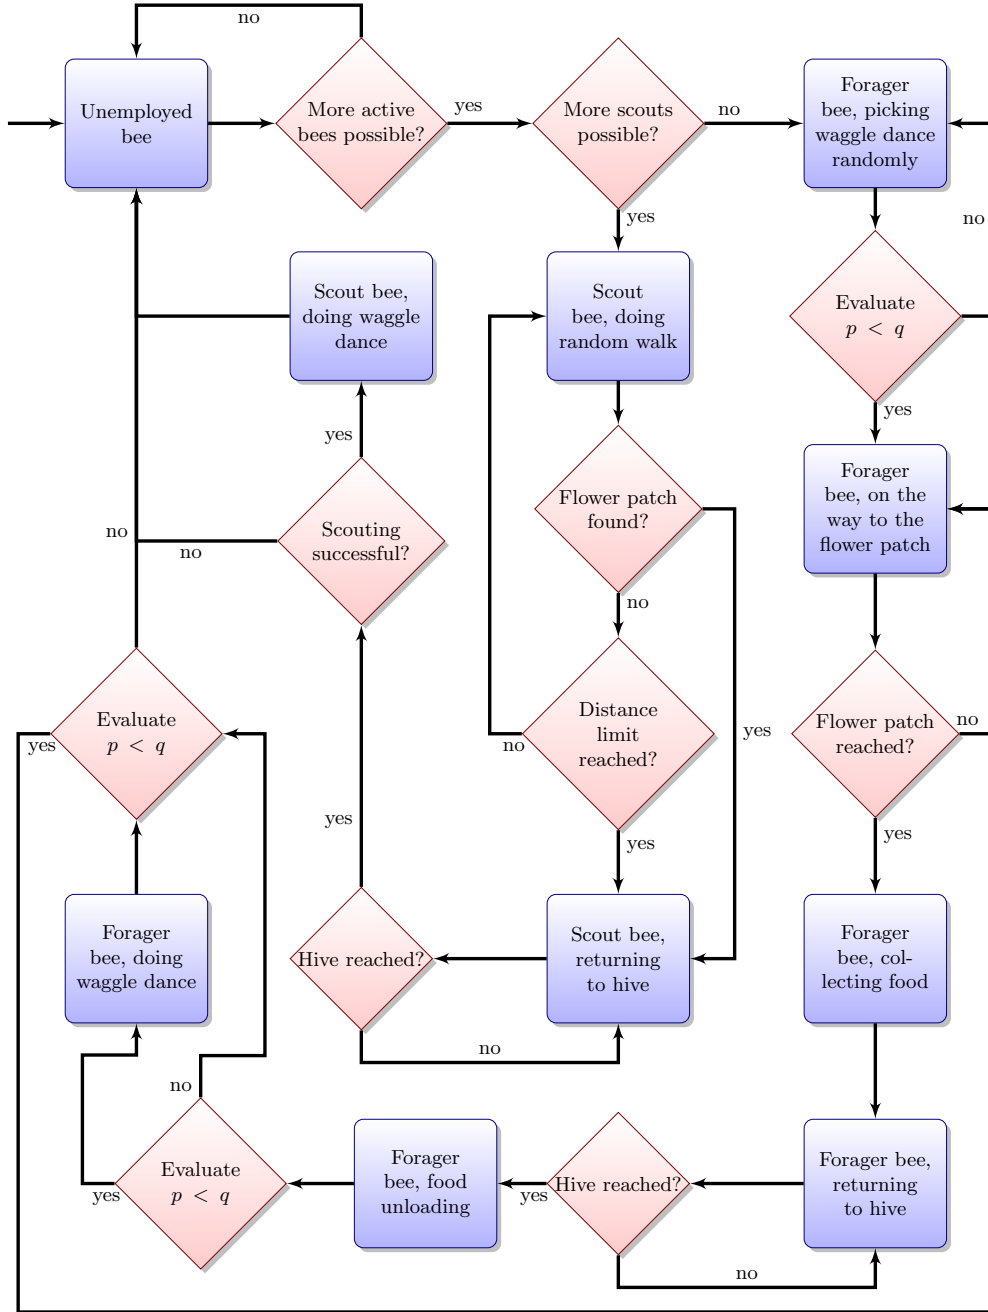 no
Unemployed
bee
More active
bees possible?
yes
More scouts
possible?
no
Forager
bee, picking
waggle dance
randomly
yes
no
Scout bee,
doing waggle
dance
Scout
bee, doing
random walk
Evaluate
p < q
yes
yes
Forager
bee, on the
way to the
flower patch
Flower patch
found?
no
Scouting
successful?
no
no
Evaluate
p < q
yes
Distance
limit
reached?
no
yes
Flower patch
reached?
no
yes
yes
yes
Forager
bee, doing
waggle dance
Hive reached?
Scout bee,
returning
to hive
Forager
bee, col-
lecting food
no
no
Evaluate
p < q
yes
Forager
bee, food
unloading
yes
Hive reached?
Forager bee,
returning
to hive
no